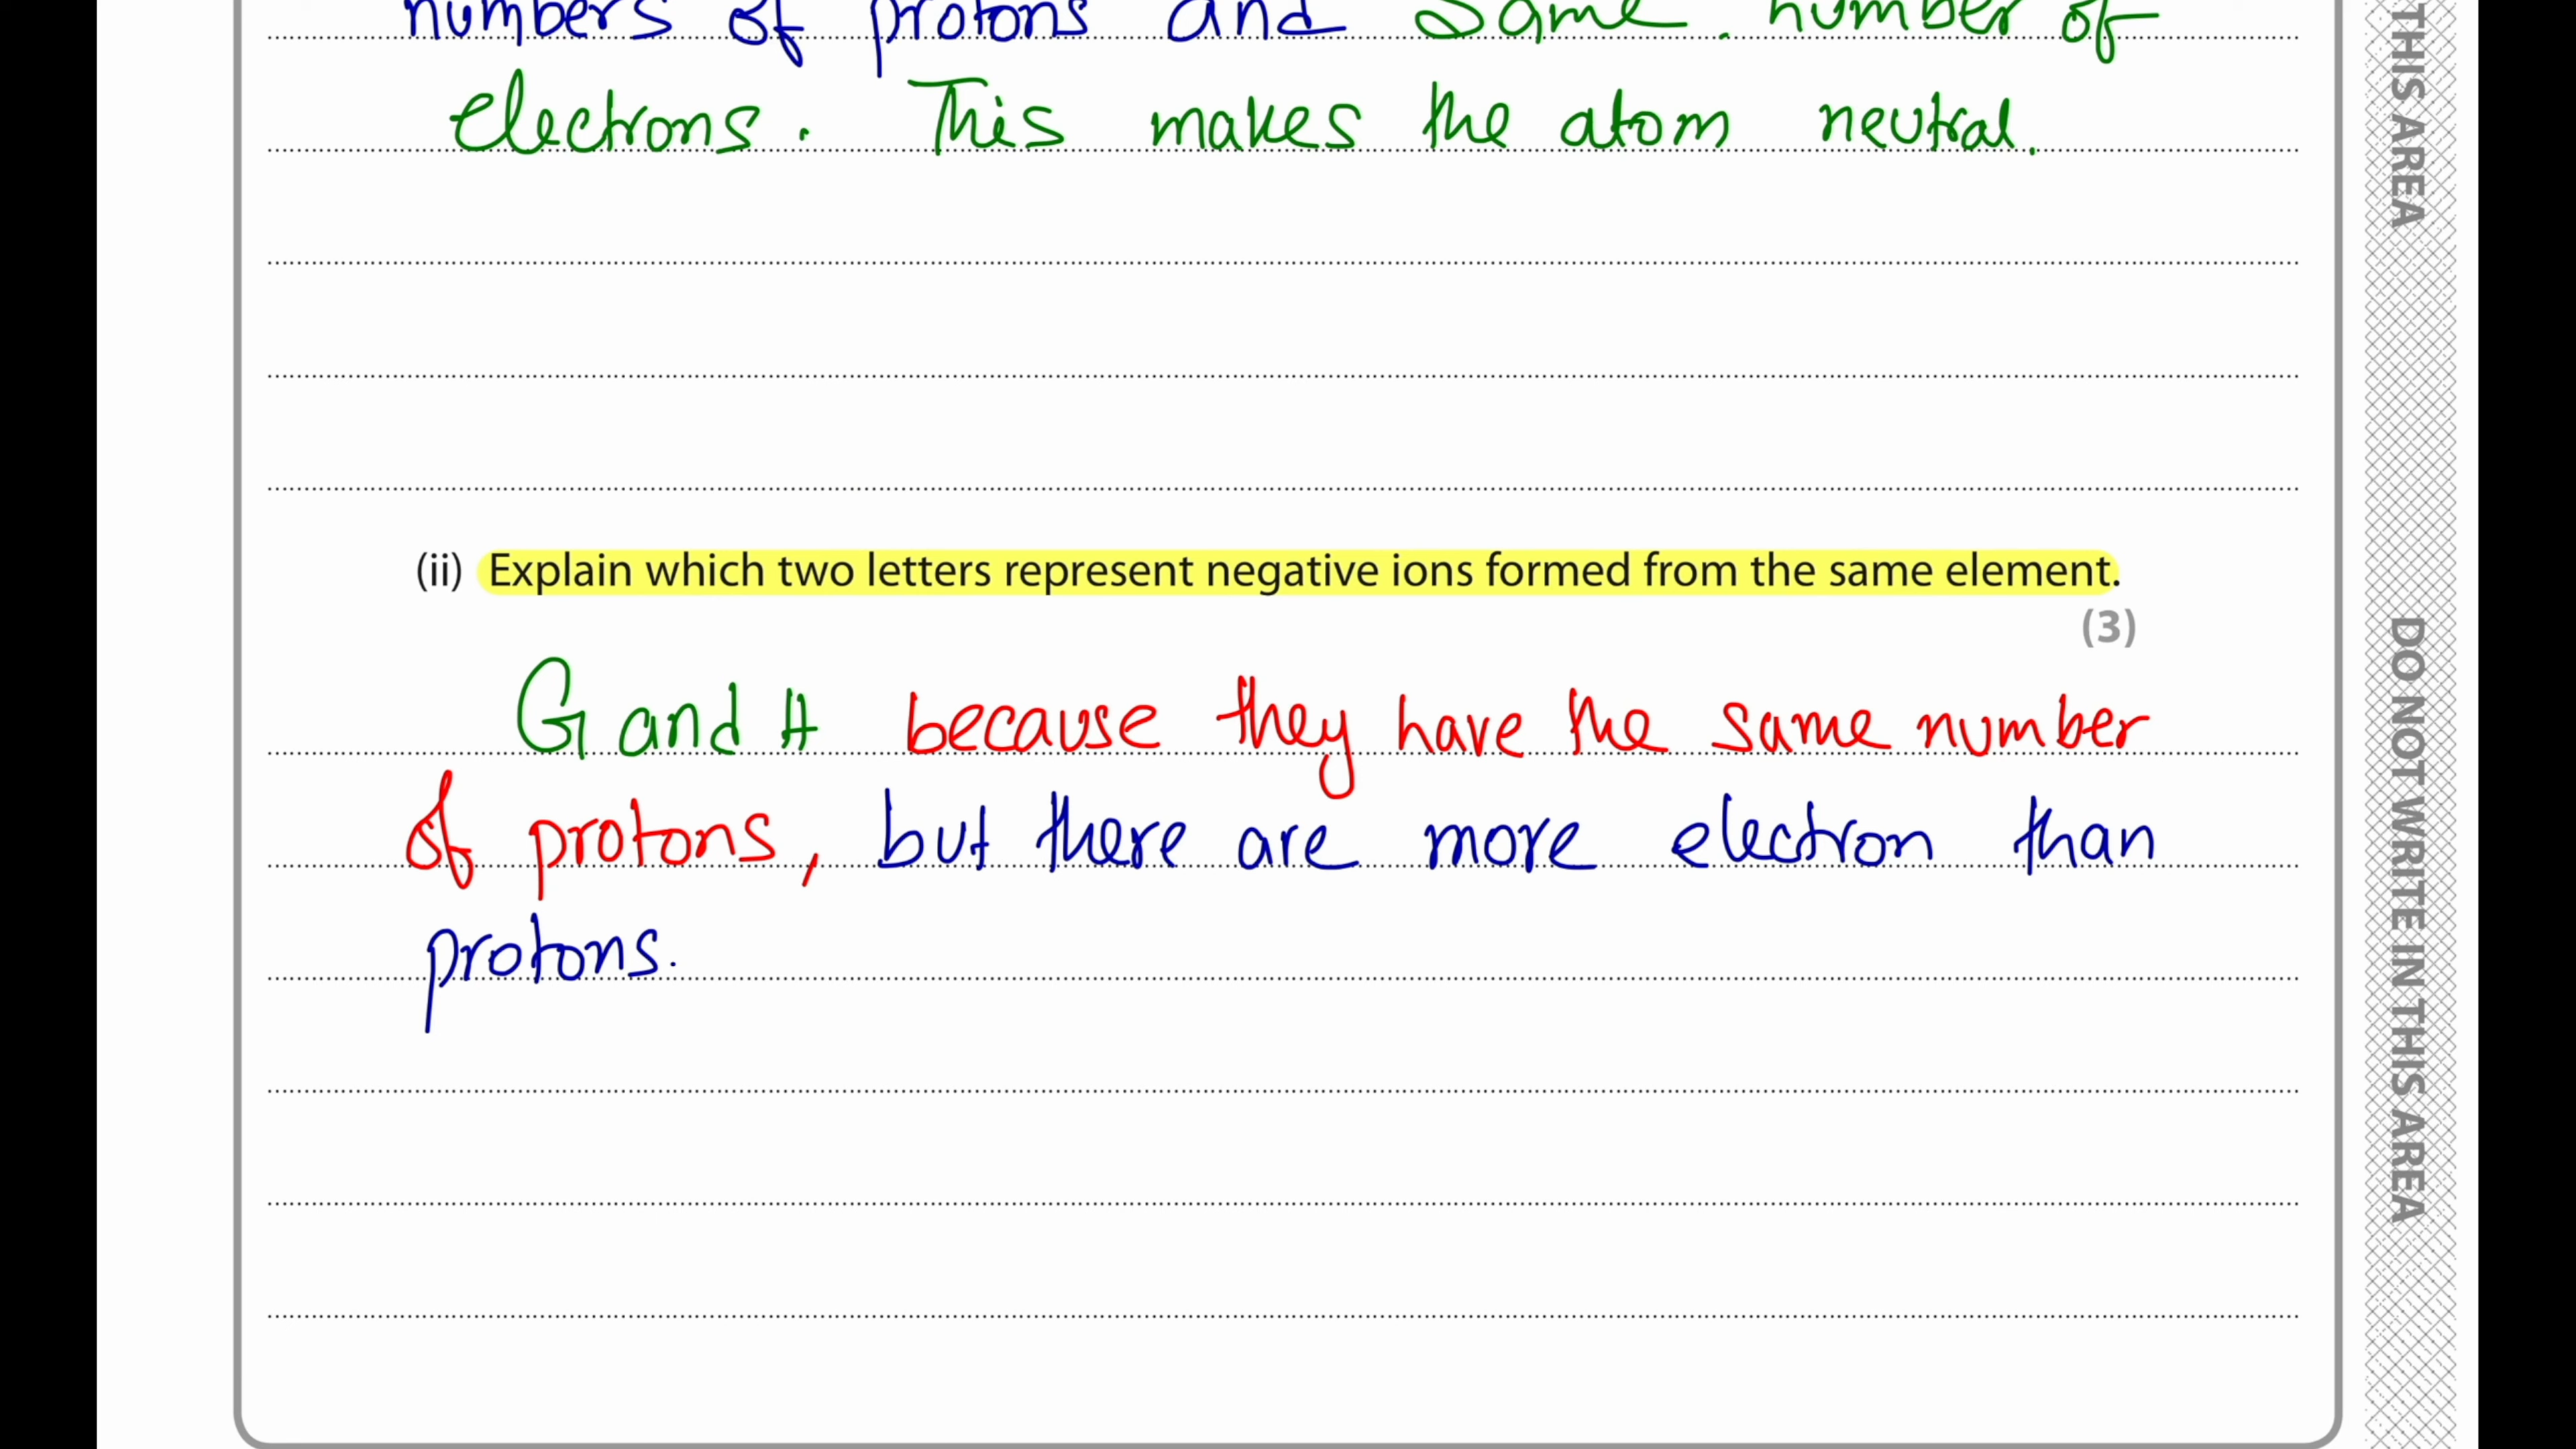 numbers of protons and same number of
electrons. This makes the atom neutral.
(ii) Explain which two letters represent negative ions formed from the same element.
(3)
G and H because they have the same number
of protons, but there are more electron than
protons.
THIS AREA
DO NOT WRITE IN THIS AREA